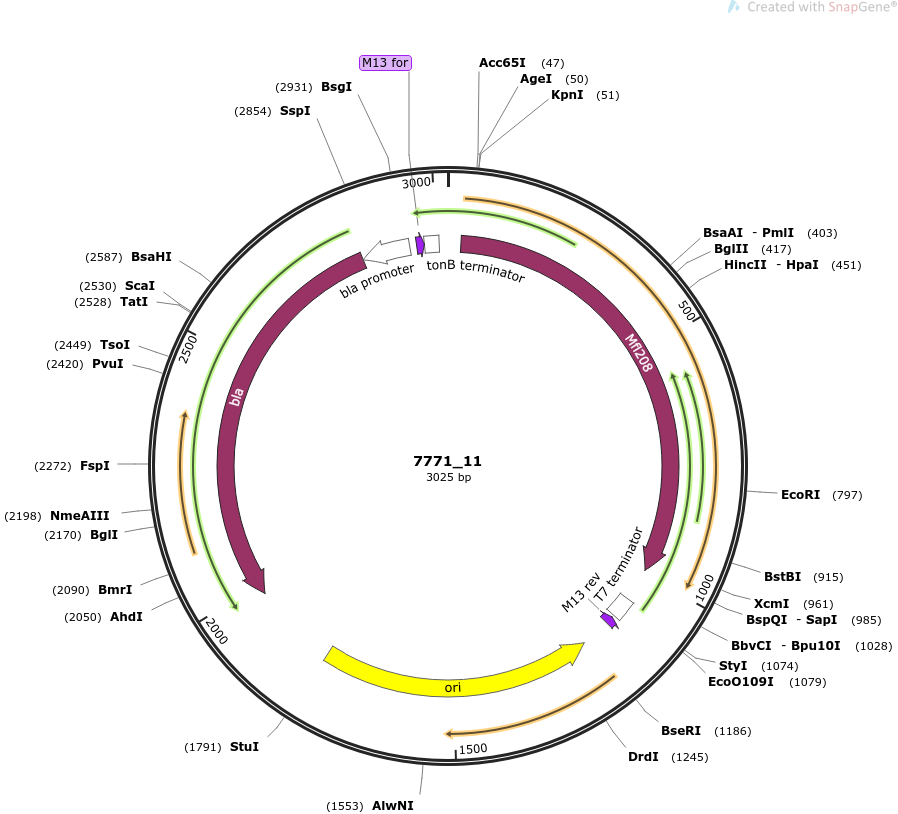 Created with SnapGene®
M13 for
Acc65I (47)
AgeI (50)
KpnI (51)
(2931) BsgI
(2854) SspI
3000
BsaAI - PmlI (403)
BglII (417)
HincII - HpaI (451)
500
(2587) BsaHI
(2530) ScaI
(2528) TatI
(2449) TsoI
(2420) PvuI
2500
bla promoter
tonB terminator
Mfl208
bla
7771_11
3025 bp
(2272) FspI
(2198) NmeAIII
(2170) BglI
(2090) BmrI
(2050) AhdI
2000
EcoRI (797)
BstBI (915)
XcmI (961)
BspQI - SapI (985)
1000
BbvCI - Bpu10I (1028)
StyI (1074)
EcoO109I (1079)
M13 rev
T7 terminator
ori
BseRI (1186)
DrdI (1245)
1500
(1791) StuI
(1553) AlwNI